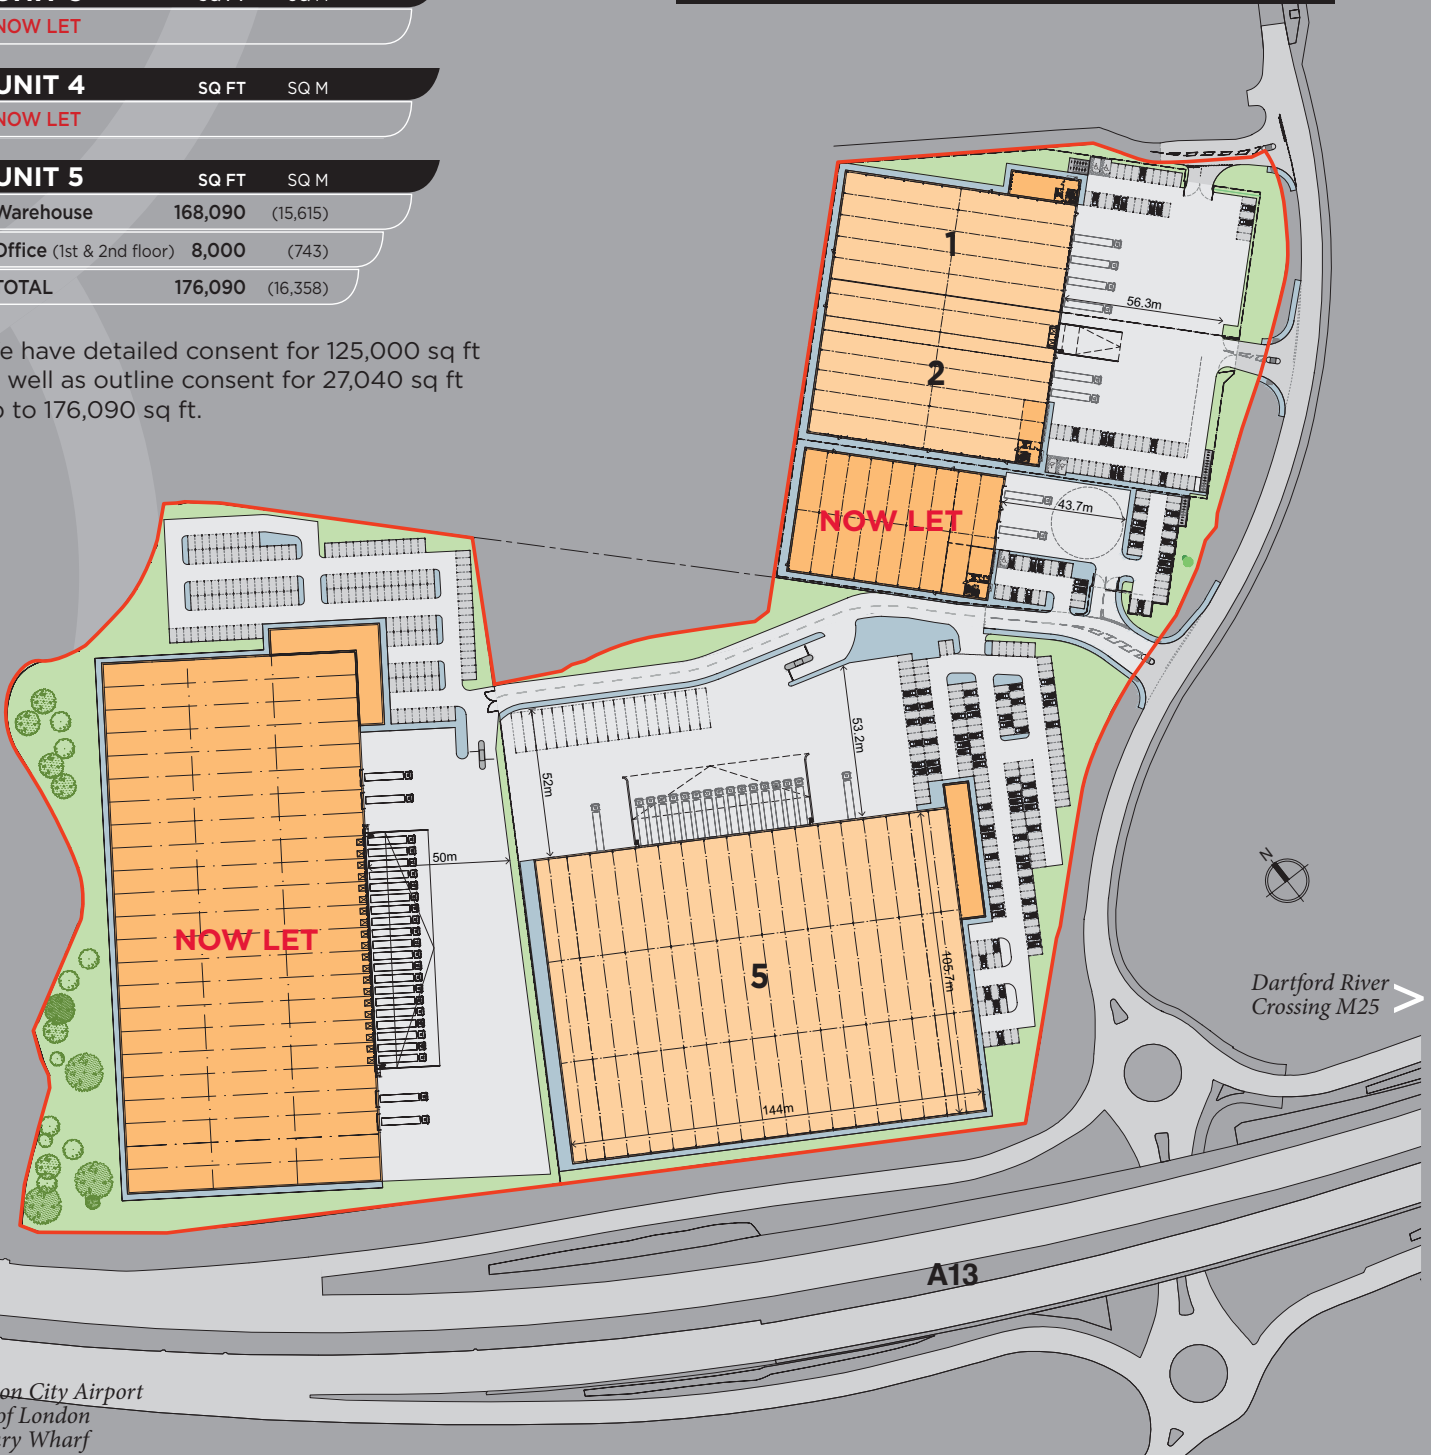 NOW LET
UNIT 4 SQ FT SQ M
NOW LET
UNIT 5 SQ FT SQ M
Warehouse 168,090 (15,615)
Office (1st & 2nd floor) 8,000 (743)
TOTAL 176,090 (16,358)
e have detailed consent for 125,000 sq ft
well as outline consent for 27,040 sq ft
to 176,090 sq ft.
1
56.3m
2
NOW LET
43.7m
53.2m
52m
50m
NOW LET
5
105.7m
144m
N
Dartford River
Crossing M25 >
A13
on City Airport
of London
ry Wharf